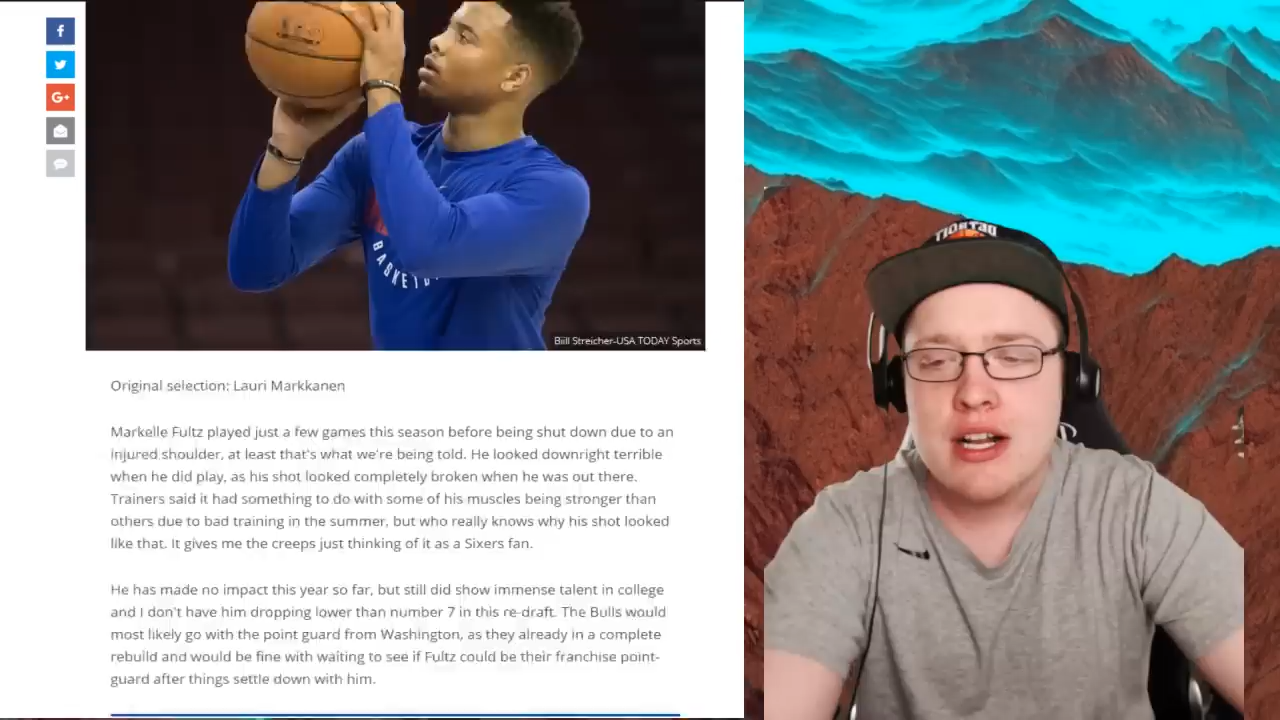 f
G+
BASKETB
Biill Streicher-USA TODAY Sports
DETROIT
Original selection: Lauri Markkanen
Markelle Fultz played just a few games this season before being shut down due to an
injured shoulder, at least that's what we're being told. He looked downright terrible
when he did play, as his shot looked completely broken when he was out there.
Trainers said it had something to do with some of his muscles being stronger than
others due to bad training in the summer, but who really knows why his shot looked
like that. It gives me the creeps just thinking of it as a Sixers fan.
He has made no impact this year so far, but still did show immense talent in college
and I don't have him dropping lower than number 7 in this re-draft. The Bulls would
most likely go with the point guard from Washington, as they already in a complete
rebuild and would be fine with waiting to see if Fultz could be their franchise point-
guard after things settle down with him.